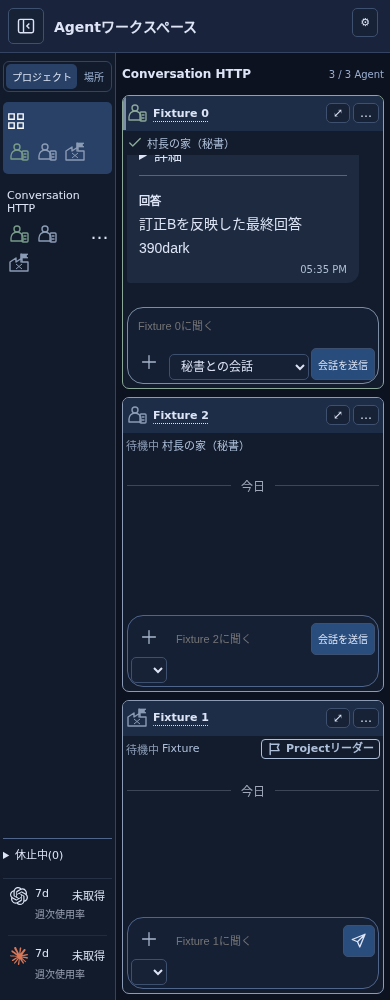 Agentワークスペース
プロジェクト
場所
Conversation HTTP
...
休止中(0)
7d
未取得
週次使用率
7d
未取得
週次使用率
Conversation HTTP
3 / 3 Agent
Fixture 0
...
村長の家（秘書）
詳細
回答
訂正Bを反映した最終回答
390dark
05:35 PM
Fixture 0に聞く
秘書との会話
会話を送信
Fixture 2
...
待機中 村長の家（秘書）
今日
Fixture 2に聞く
会話を送信
Fixture 1
...
待機中 Fixture
Projectリーダー
今日
Fixture 1に聞く